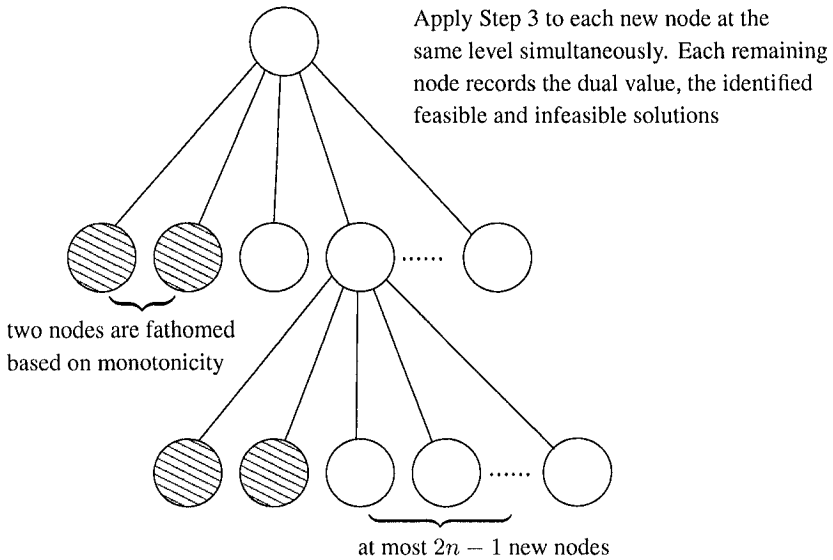 Apply Step 3 to each new node at the
same level simultaneously. Each remaining
node records the dual value, the identified
feasible and infeasible solutions
......
two nodes are fathomed
based on monotonicity
......
at most 2n − 1 new nodes